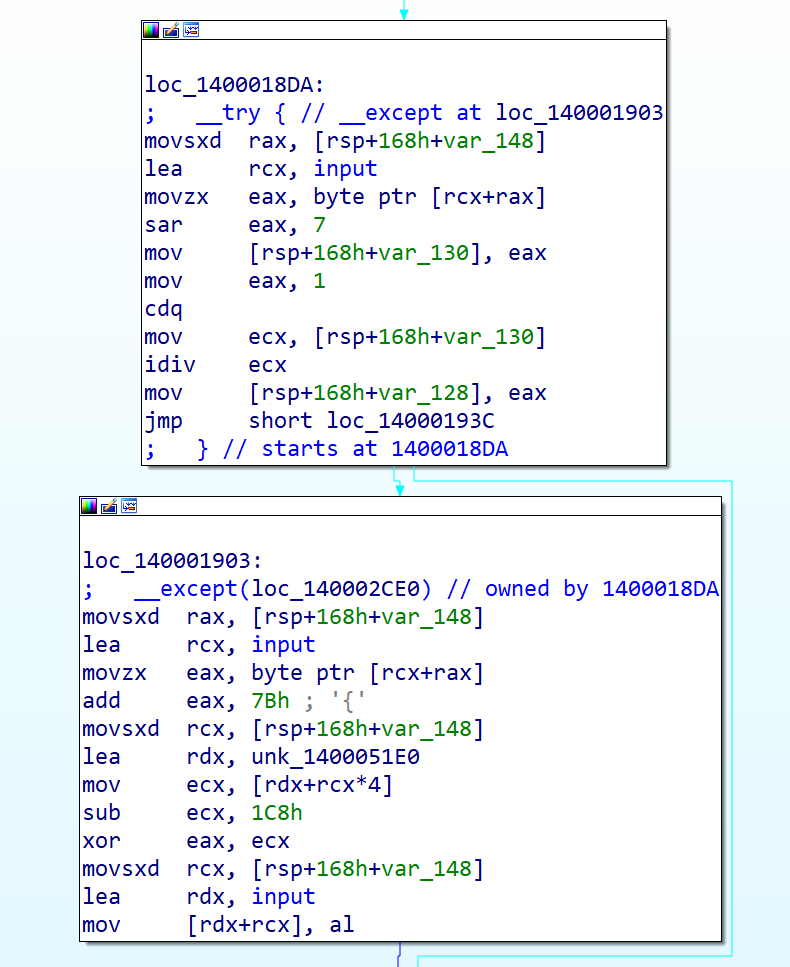 loc_1400018DA:
;   __try { // __except at loc_140001903
movsxd  rax, [rsp+168h+var_148]
lea     rcx, input
movzx   eax, byte ptr [rcx+rax]
sar     eax, 7
mov     [rsp+168h+var_130], eax
mov     eax, 1
cdq
mov     ecx, [rsp+168h+var_130]
idiv    ecx
mov     [rsp+168h+var_128], eax
jmp     short loc_14000193C
;   } // starts at 1400018DA
loc_140001903:
;   __except(loc_140002CE0) // owned by 1400018DA
movsxd  rax, [rsp+168h+var_148]
lea     rcx, input
movzx   eax, byte ptr [rcx+rax]
add     eax, 7Bh ; '{'
movsxd  rcx, [rsp+168h+var_148]
lea     rdx, unk_1400051E0
mov     ecx, [rdx+rcx*4]
sub     ecx, 1C8h
xor     eax, ecx
movsxd  rcx, [rsp+168h+var_148]
lea     rdx, input
mov     [rdx+rcx], al